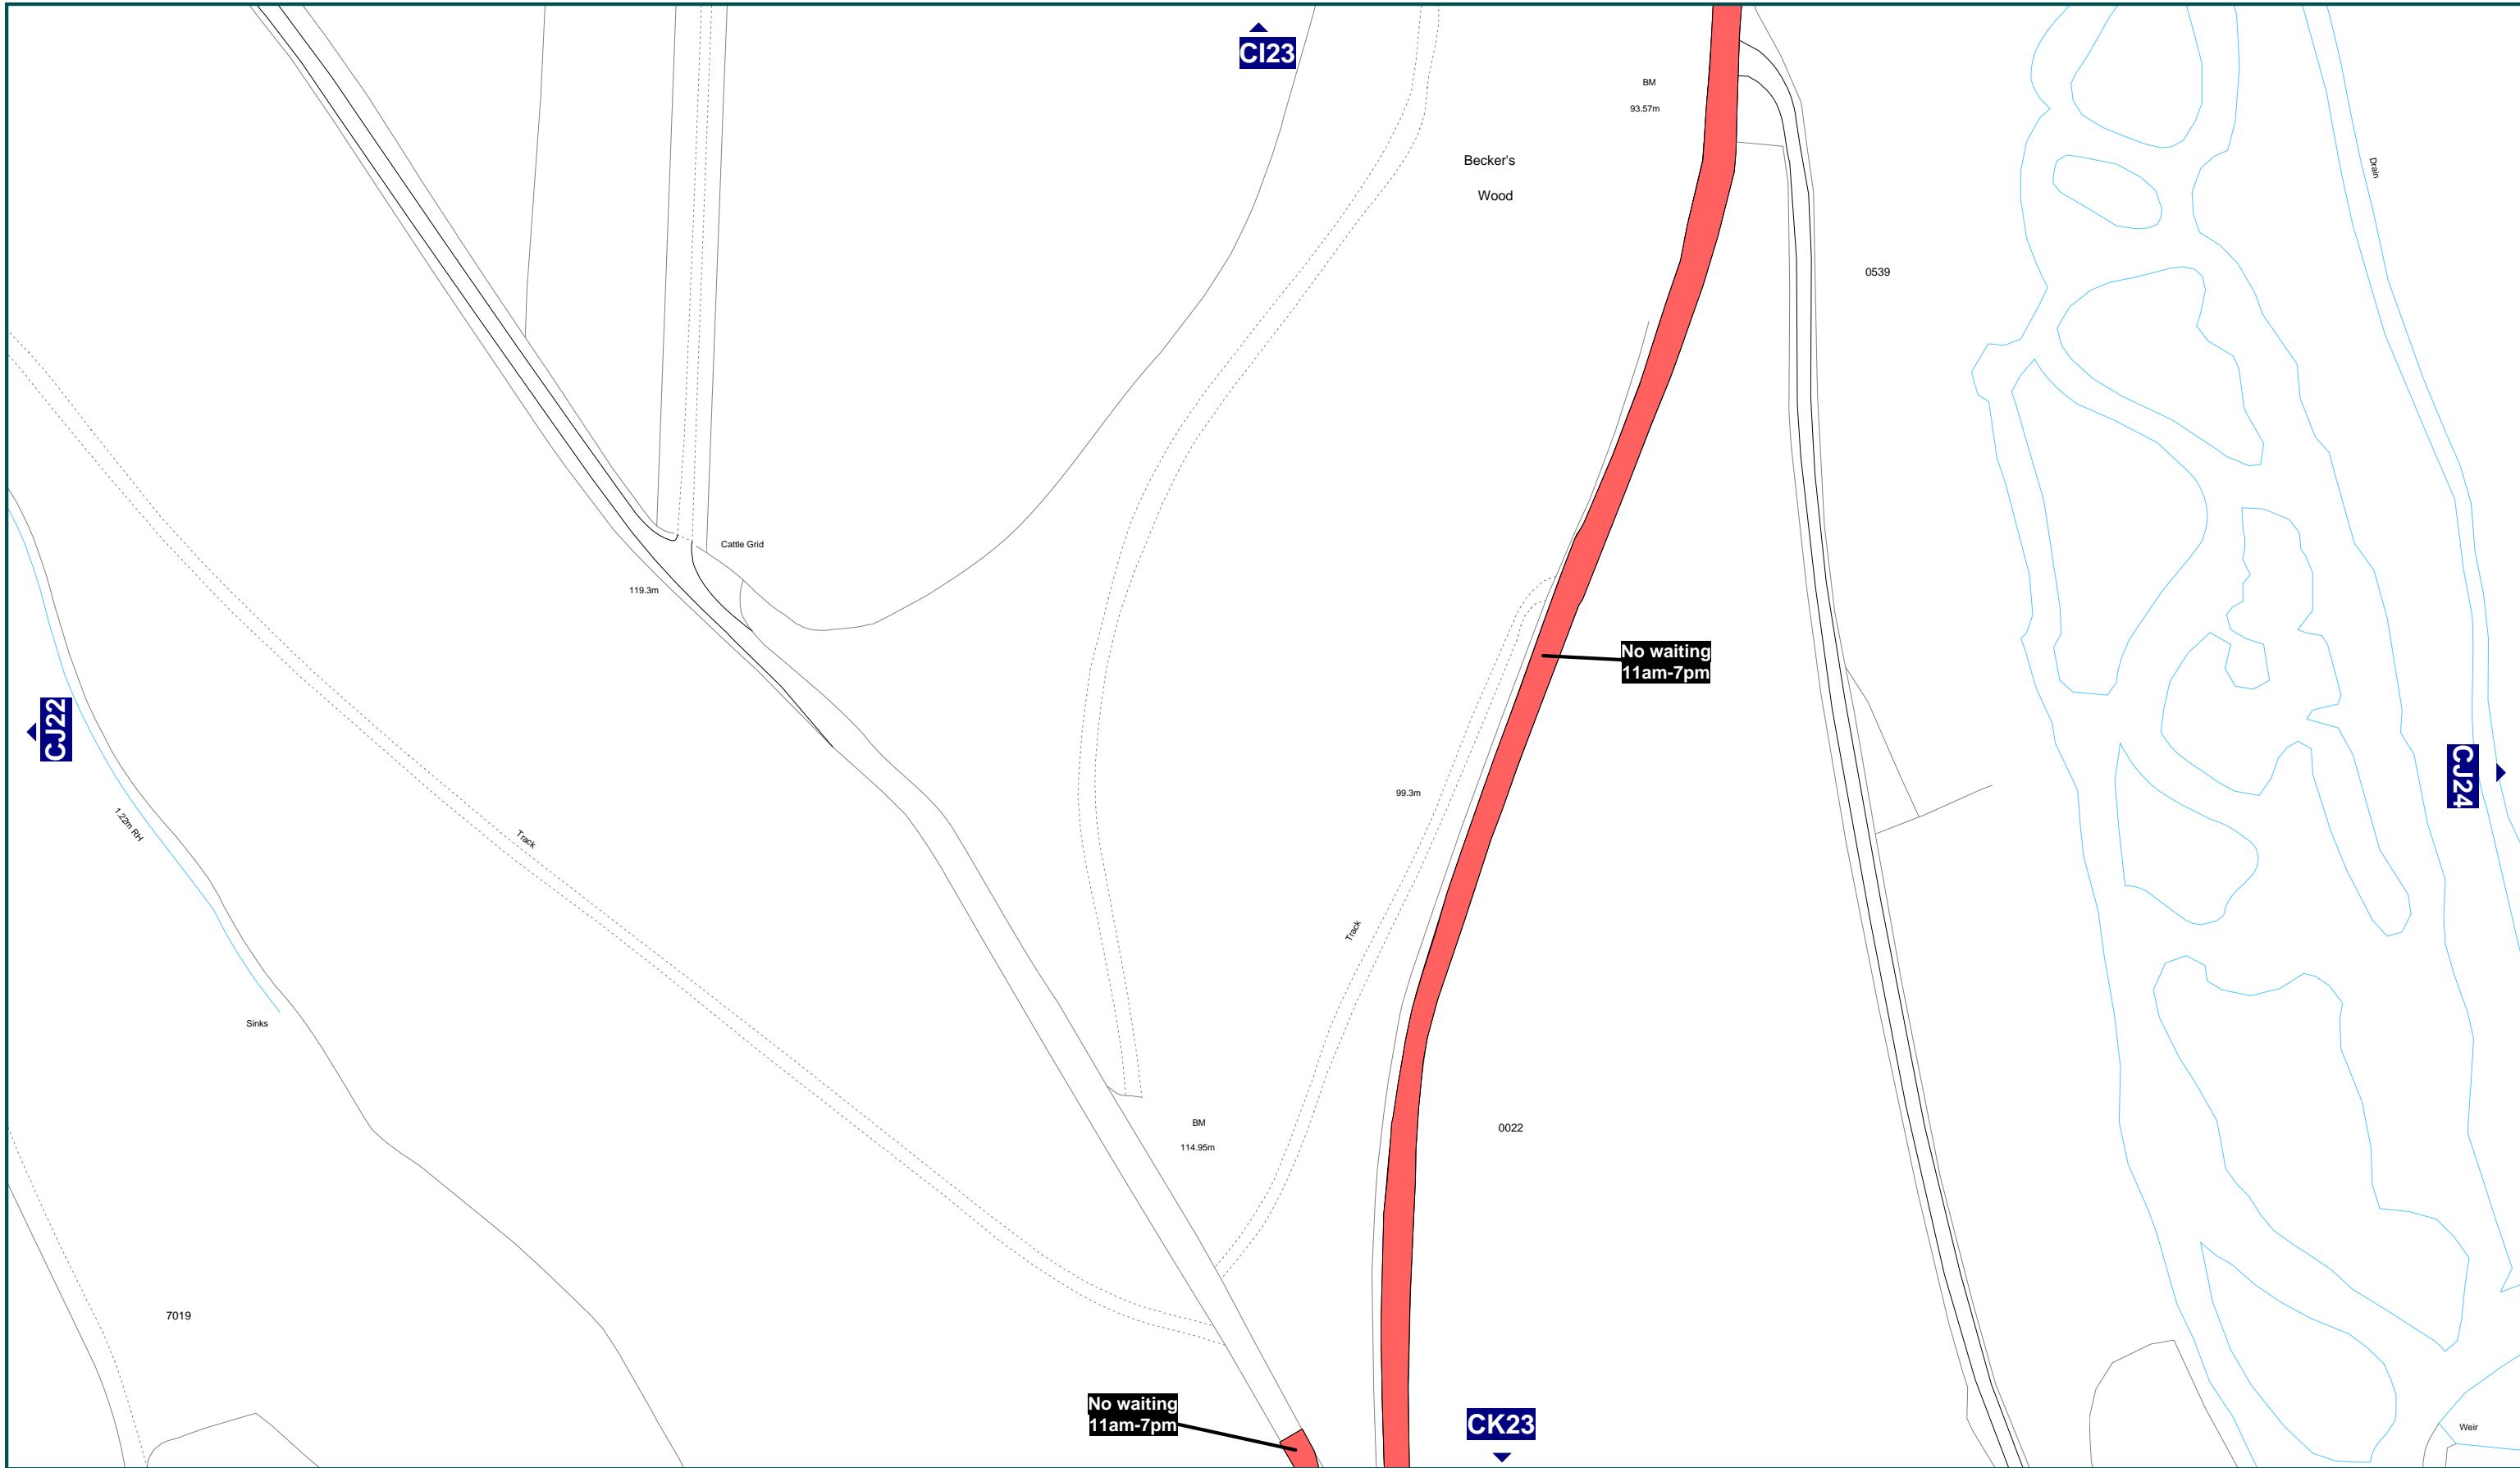 CI23
BM
93.57m
Becker's
Wood
Drain
0539
Cattle Grid
119.3m
No waiting
11am-7pm
CJ22
CJ24
99.3m
1.22m RH
Track
Track
Sinks
BM
114.95m
0022
7019
No waiting
11am-7pm
CK23
Weir